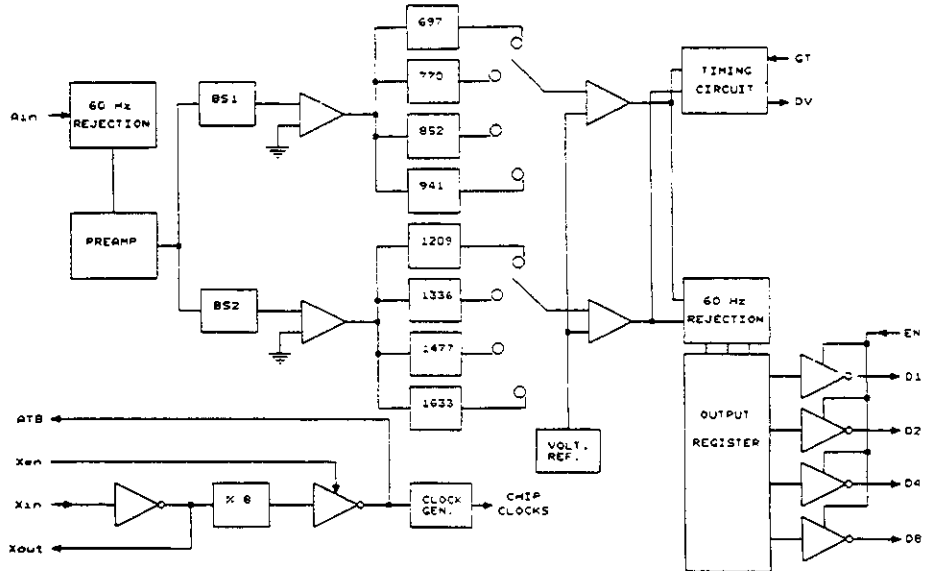 697
770
852
941
1209
1336
1477
1633
60 Hz
REJECTION
Ain
PREAMP
BS1
BS2
TIMING
CIRCUIT
GT
DV
60 Hz
REJECTION
EN
OUTPUT
REGISTER
D1
D2
D4
D8
VOLT.
REF.
ATB
Xen
Xin
Xout
% 8
CLOCK
GEN.
CHIP
CLOCKS